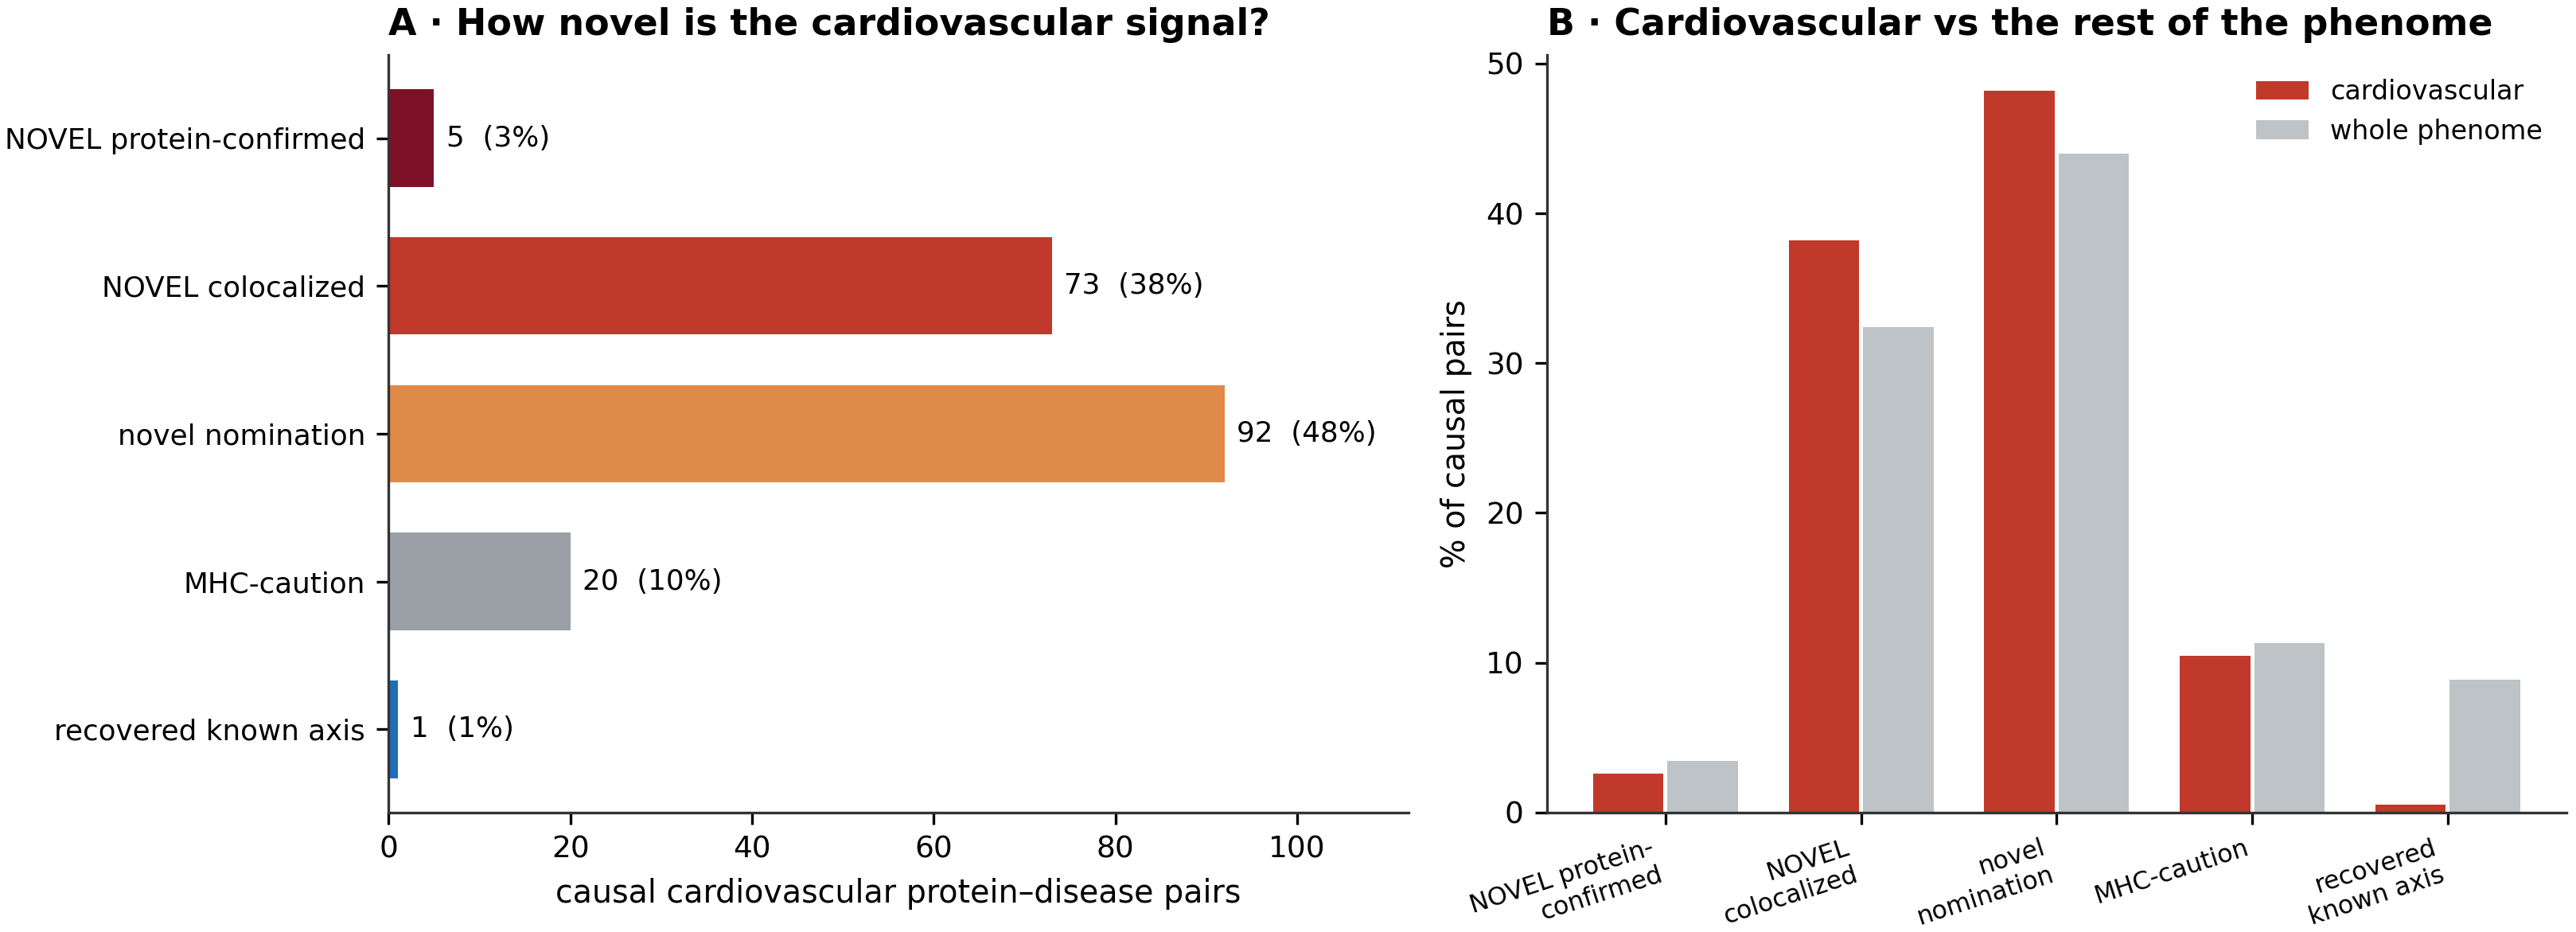 A · How novel is the cardiovascular signal?
NOVEL protein-confirmed
5 (3%)
NOVEL colocalized
73 (38%)
novel nomination
92 (48%)
MHC-caution
20 (10%)
recovered known axis
1 (1%)
0 20 40 60 80 100
causal cardiovascular protein–disease pairs
B · Cardiovascular vs the rest of the phenome
cardiovascular
whole phenome
% of causal pairs
50
40
30
20
10
0
NOVEL protein-
confirmed
NOVEL
colocalized
novel
nomination
MHC-caution
recovered
known axis